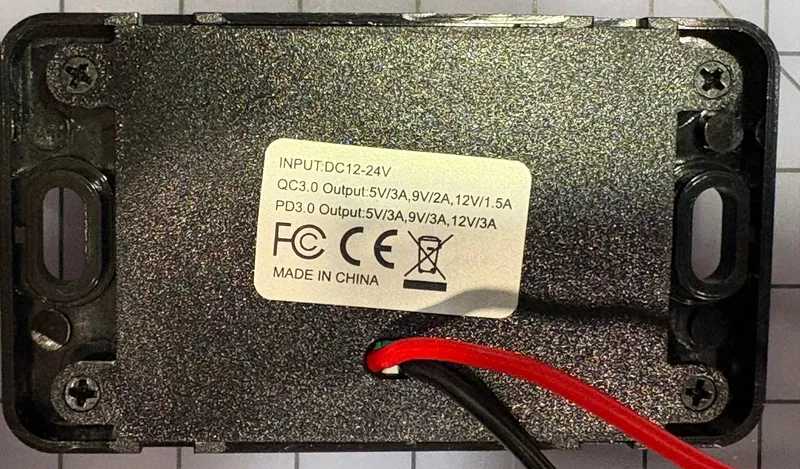 INPUT:DC12-24V
QC3.0 Output:5V/3A,9V/2A,12V/1.5A
PD3.0 Output:5V/3A,9V/3A,12V/3A
FC CE
MADE IN CHINA